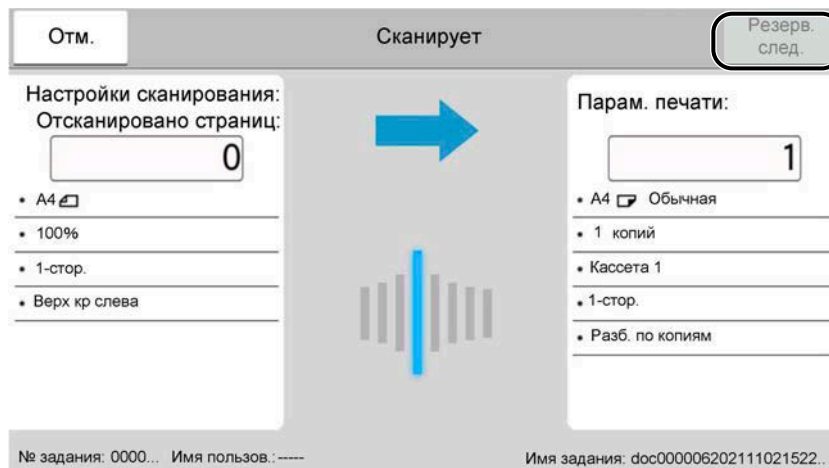 Отм.
Сканирует
Резерв.
след.
Настройки сканирования:
Отсканировано страниц:
0
• A4
• 100%
• 1-стор.
• Верх кр слева
Парам. печати:
1
• A4 Обычная
• 1 копий
• Кассета 1
• 1-стор.
• Разб. по копиям
№ задания: 0000... Имя пользов.: -----
Имя задания: doc000006202111021522..